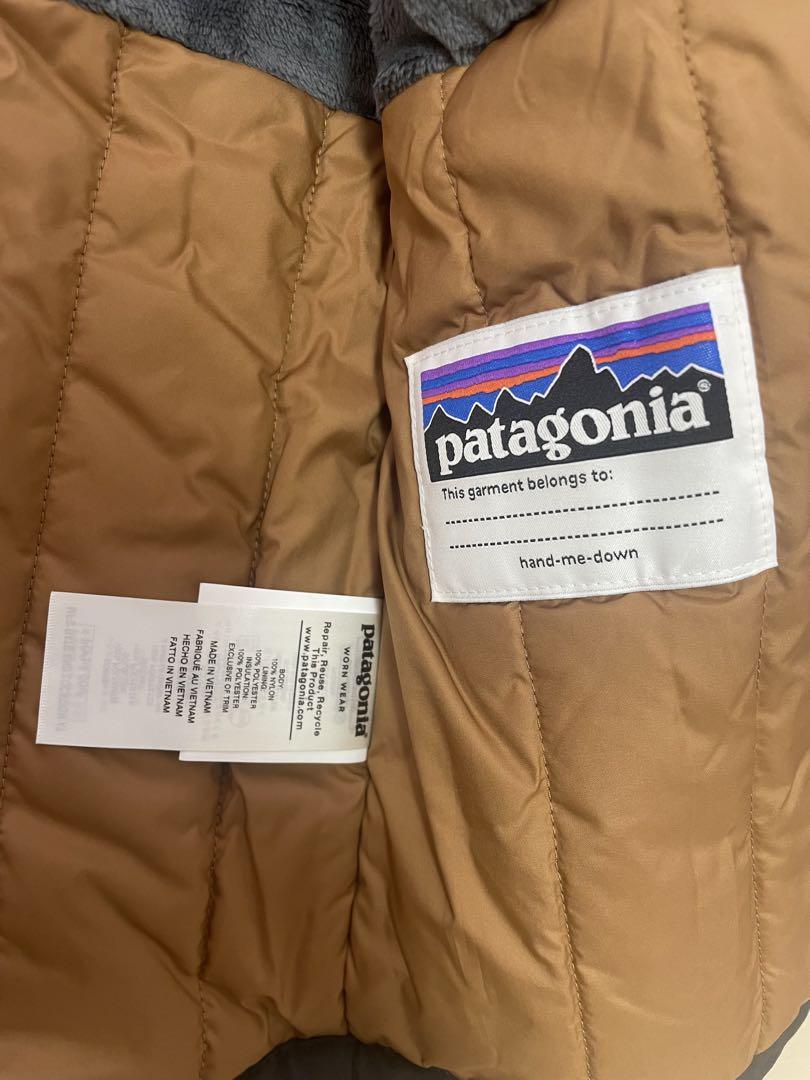 patagonia®
This garment belongs to:
hand-me-down
patagonia®
WORN WEAR
Repair, Reuse, Recycle
This Product
www.patagonia.com
BODY:
100% NYLON
LINING:
100% POLYESTER
INSULATION:
100% POLYESTER
EXCLUSIVE OF TRIM
MADE IN VIETNAM
FABRIQUÉ AU VIETNAM
HECHO EN VIETNAM
FATTO IN VIETNAM